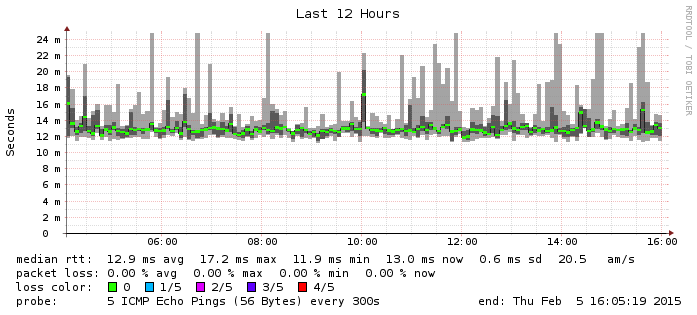 Last 12 Hours
RRDTOOL / TOBI OETIKER
Seconds
24 m
22 m
20 m
18 m
16 m
14 m
12 m
10 m
8 m
6 m
4 m
2 m
0
06:00 08:00 10:00 12:00 14:00 16:00
median rtt: 12.9 ms avg 17.2 ms max 11.9 ms min 13.0 ms now 0.6 ms sd 20.5 am/s
packet loss: 0.00 % avg 0.00 % max 0.00 % min 0.00 % now
loss color: 0 1/5 2/5 3/5 4/5
probe: 5 ICMP Echo Pings (56 Bytes) every 300s end: Thu Feb 5 16:05:19 2015